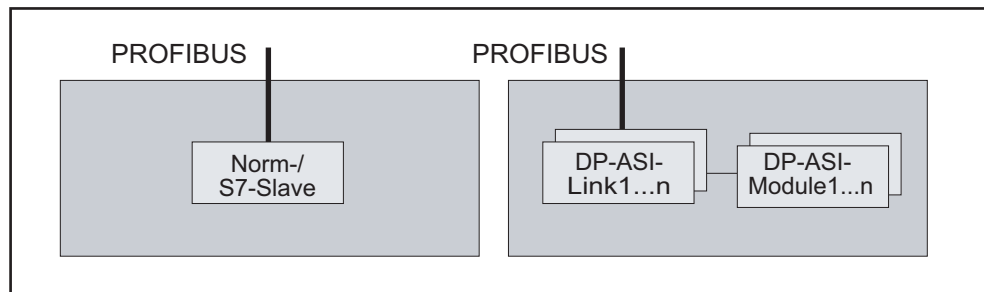 PROFIBUS
Norm-/
S7-Slave
PROFIBUS
DP-ASI-
Link1...n
DP-ASI-
Module1...n